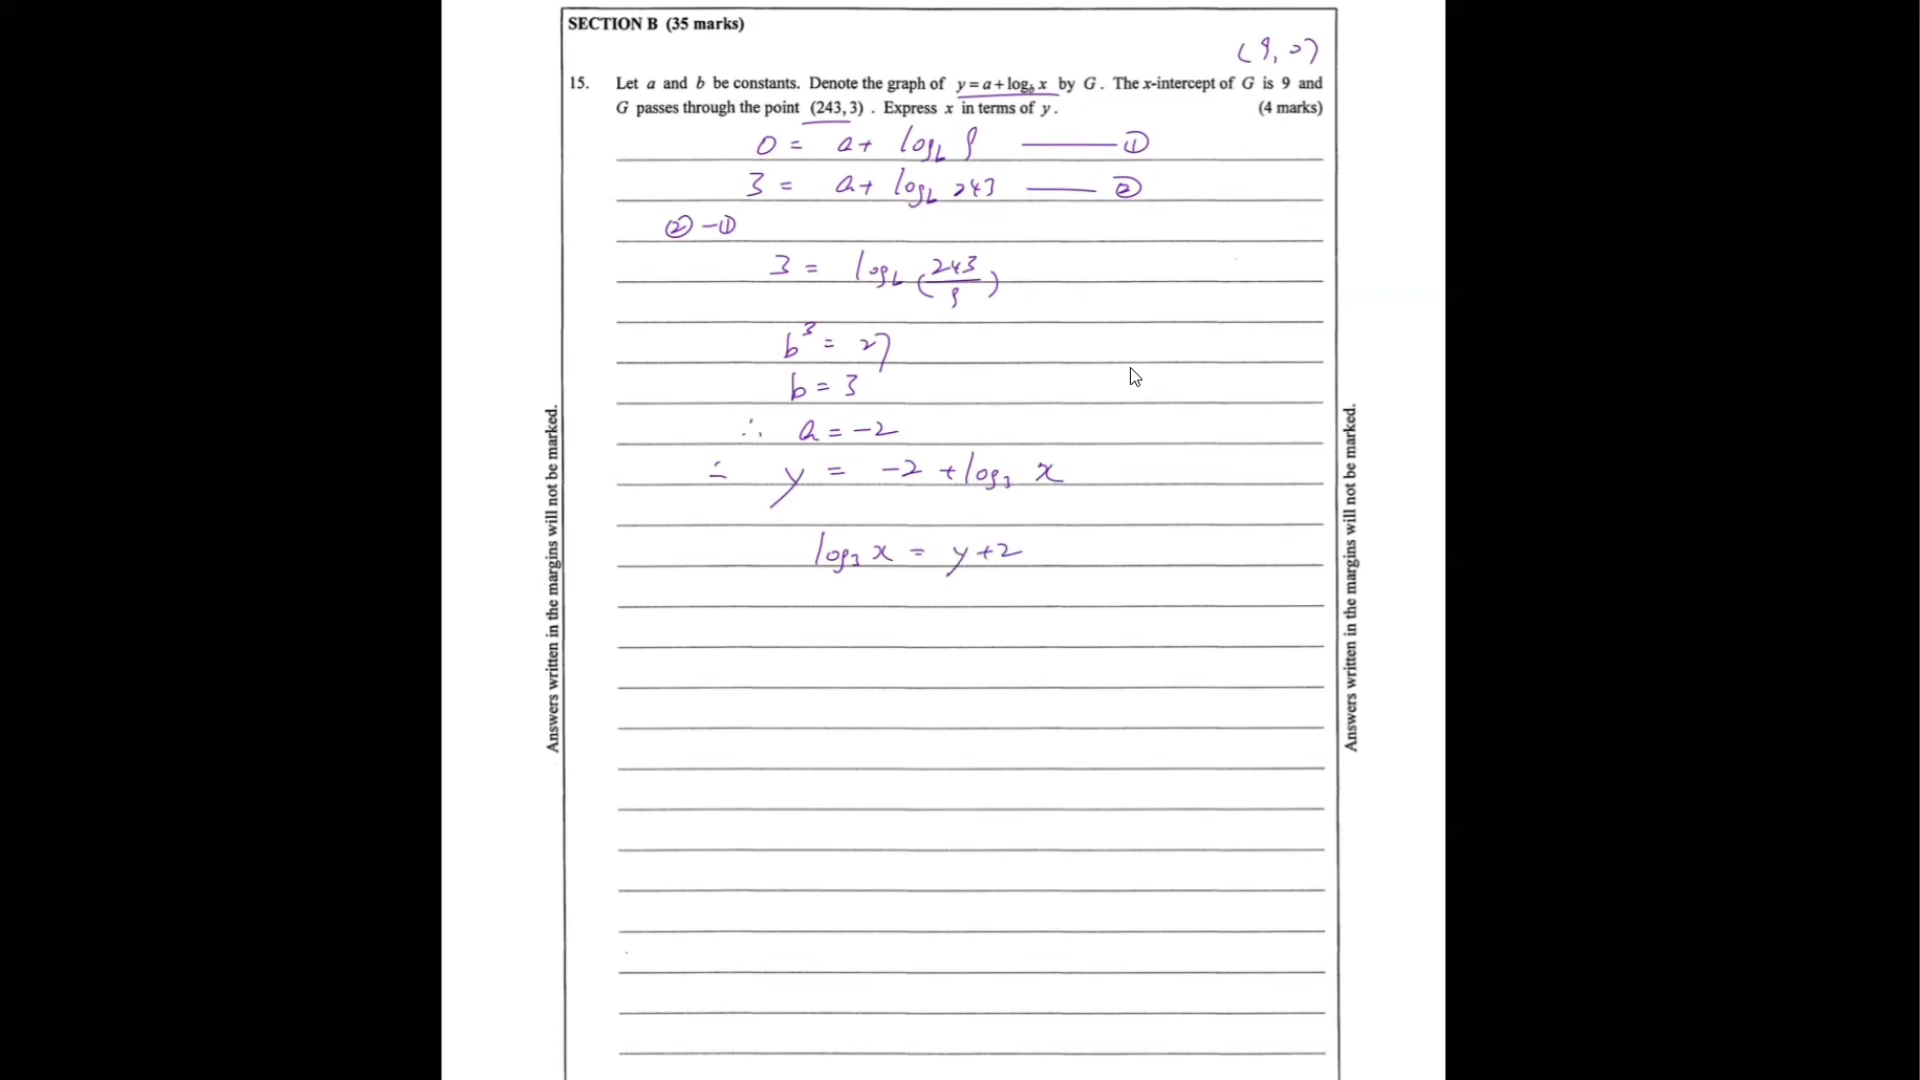 SECTION B (35 marks)
(9, 0)
15. Let a and b be constants. Denote the graph of y = a + log_b x by G. The x-intercept of G is 9 and
G passes through the point (243, 3). Express x in terms of y. (4 marks)
0 = a + log_b 9 —— ①
3 = a + log_b 243 —— ②
② - ①
3 = log_b (243/9)
b^3 = 27
b = 3
∴ a = -2
∴ y = -2 + log_3 x
log_3 x = y+2
Answers written in the margins will not be marked.
Answers written in the margins will not be marked.